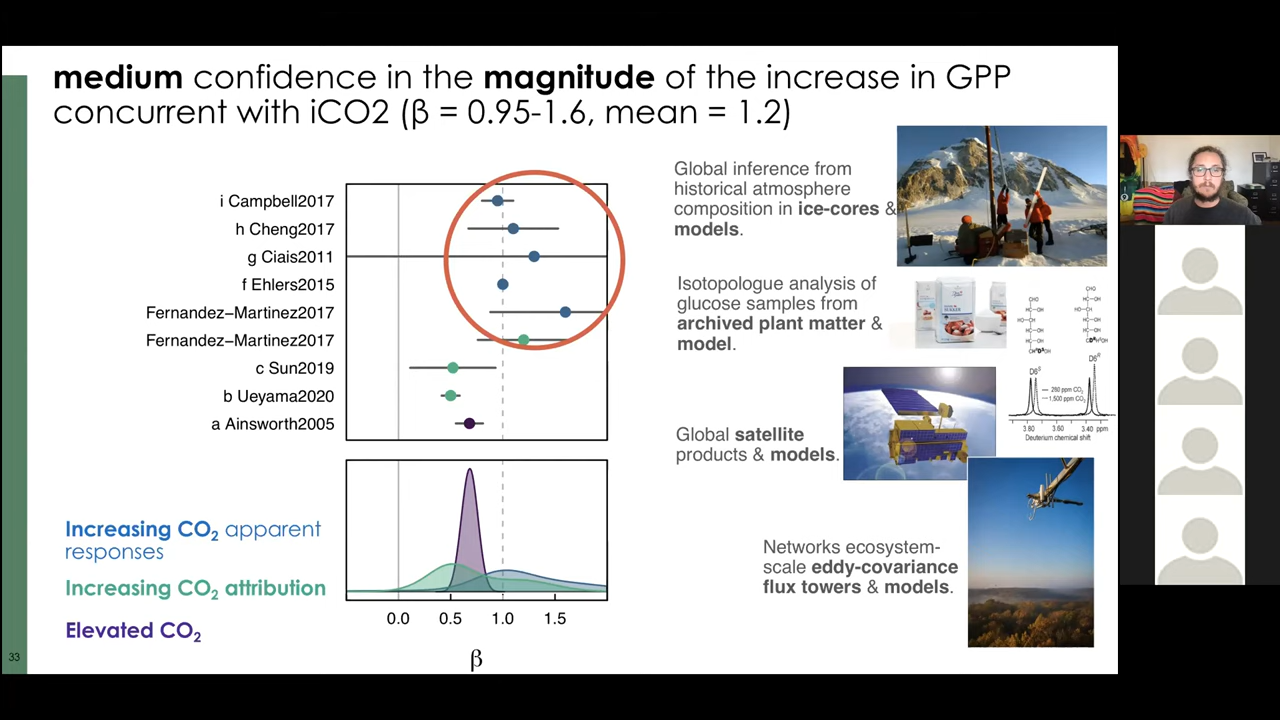 medium confidence in the magnitude of the increase in GPP
concurrent with iCO2 (β = 0.95-1.6, mean = 1.2)
i Campbell2017
h Cheng2017
g Ciais2011
f Ehlers2015
Fernandez−Martinez2017
Fernandez−Martinez2017
c Sun2019
b Ueyama2020
a Ainsworth2005
Increasing CO2 apparent
responses
Increasing CO2 attribution
Elevated CO2
0.0 0.5 1.0 1.5
β
Global inference from
historical atmosphere
composition in ice-cores &
models.
Isotopologue analysis of
glucose samples from
archived plant matter &
model.
D6S
D6R
280 ppm CO2
1,500 ppm CO2
3.80 3.60 3.40 ppm
Deuterium chemical shift
Global satellite
products & models.
Networks ecosystem-
scale eddy-covariance
flux towers & models.
33